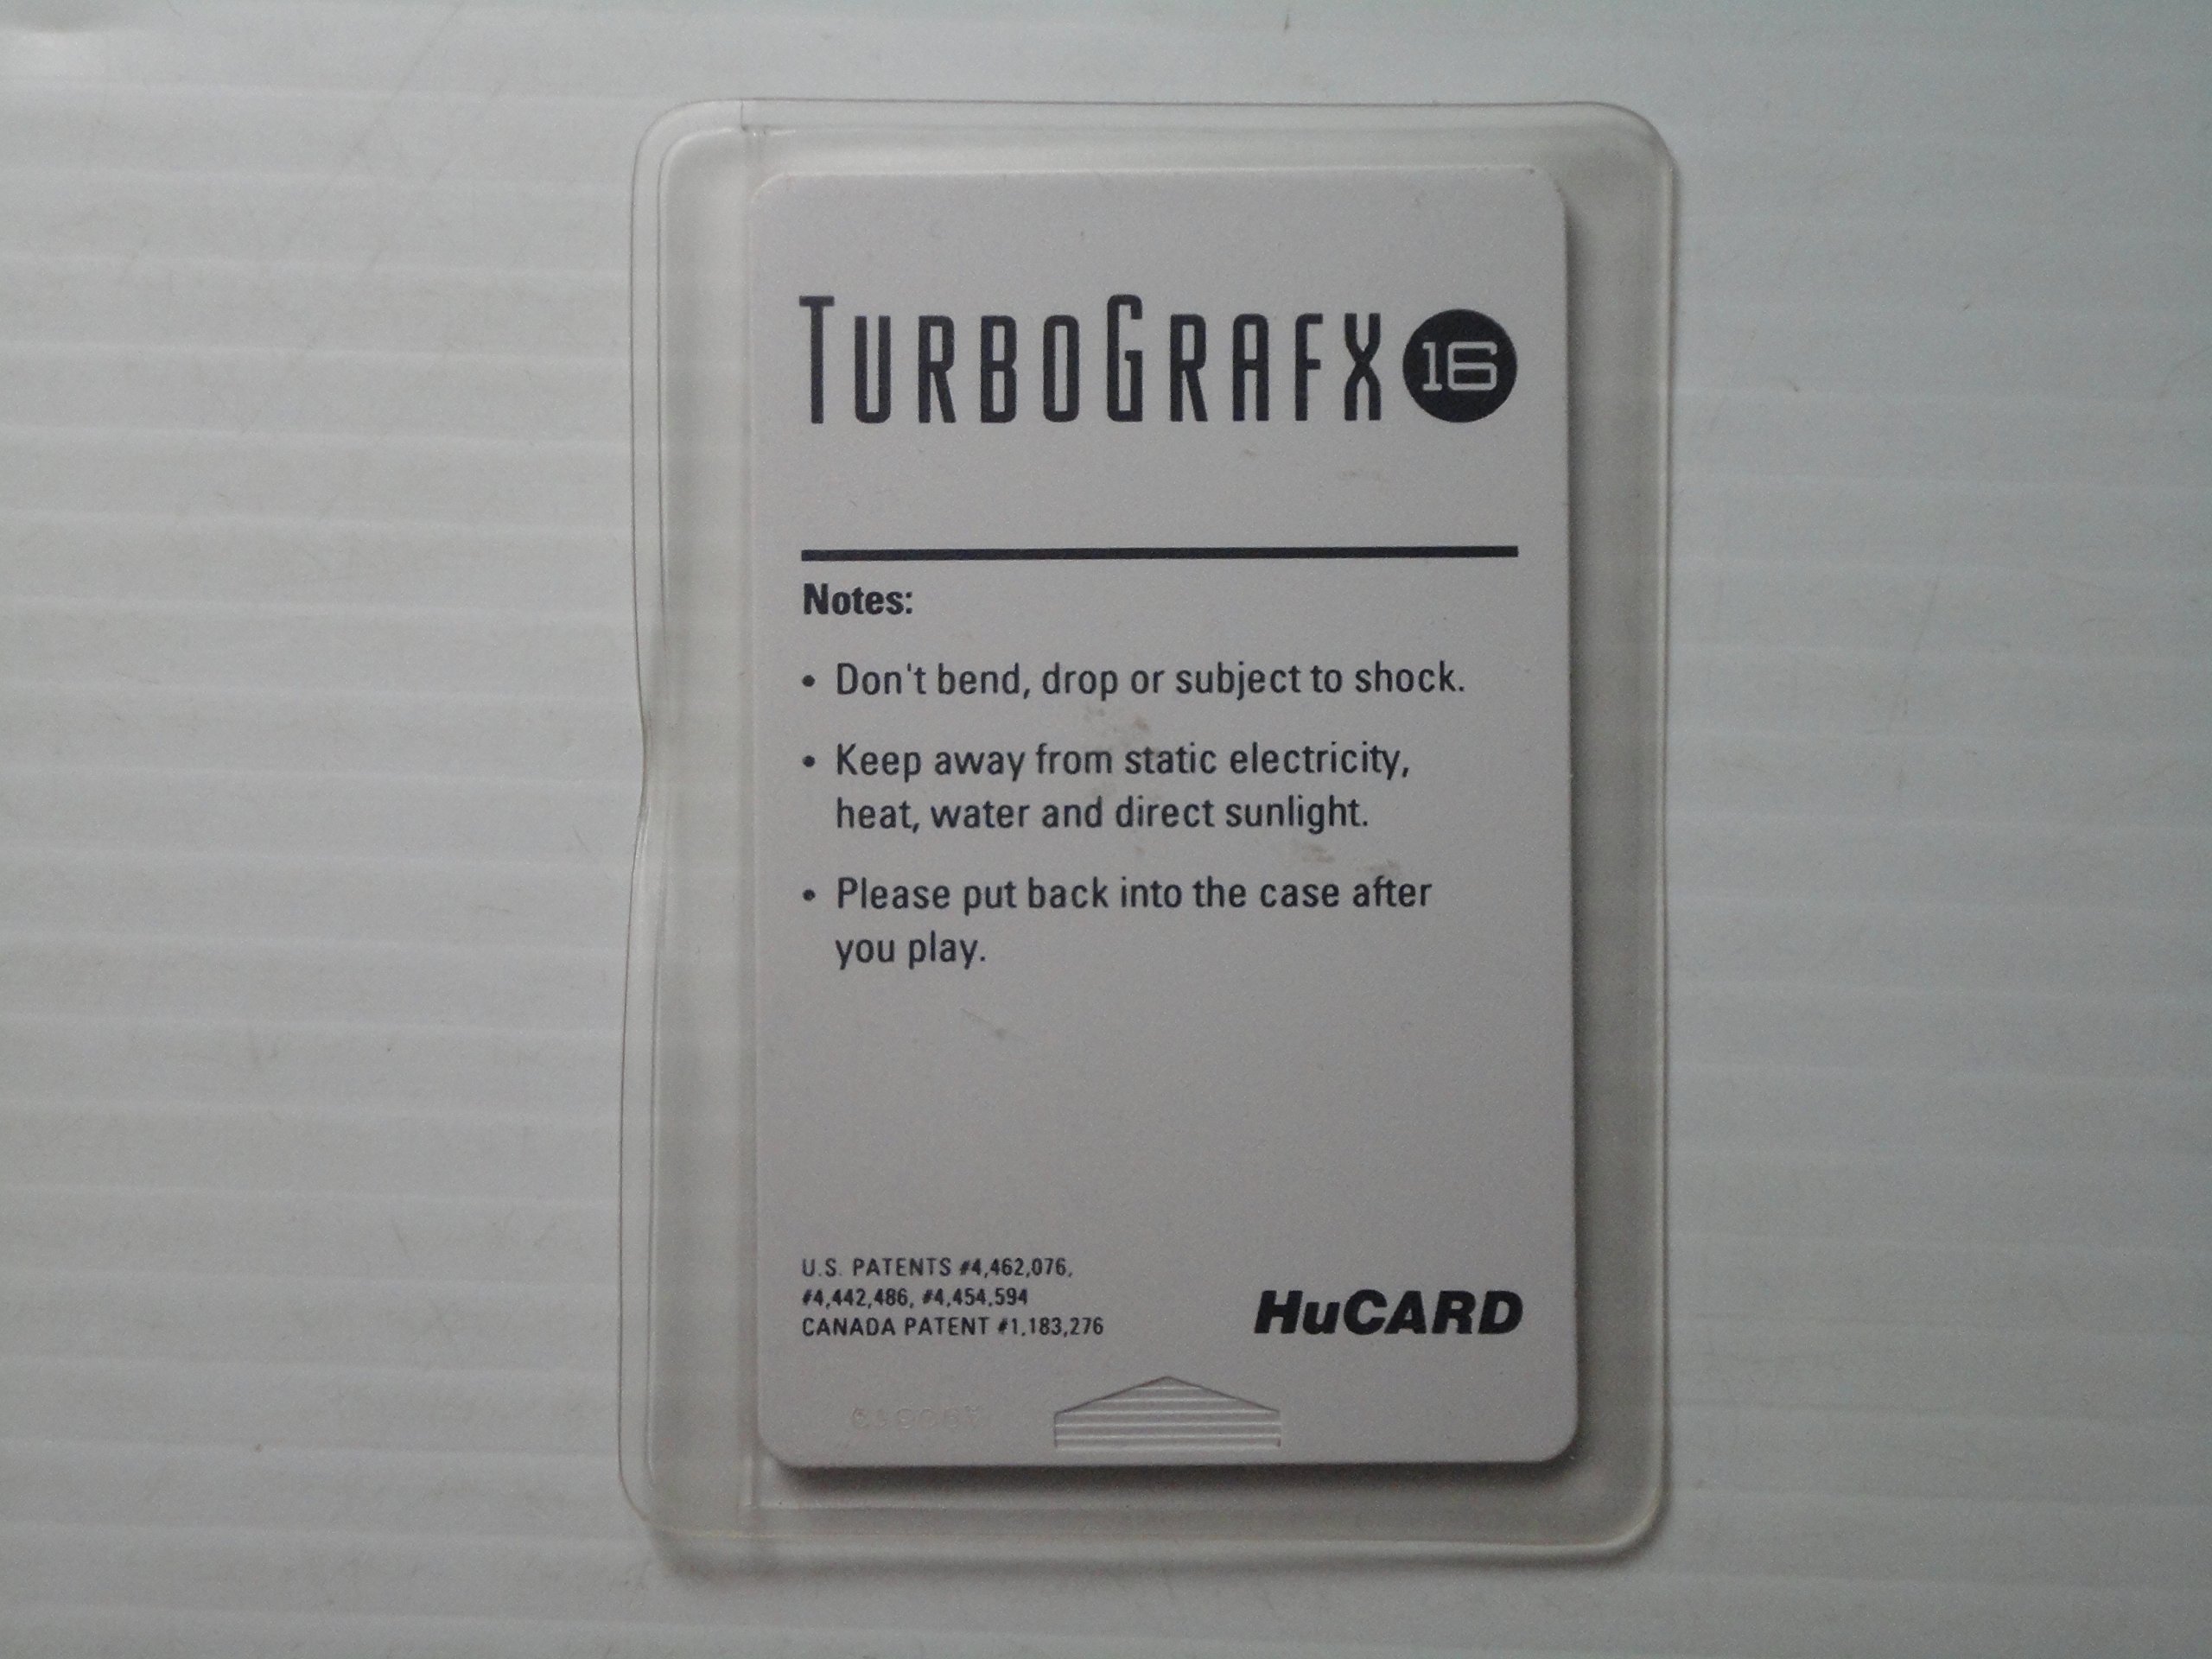 TURBOGRAFX 16
Notes:
• Don't bend, drop or subject to shock.
• Keep away from static electricity,
heat, water and direct sunlight.
• Please put back into the case after
you play.
U.S. PATENTS #4,462,076,
#4,442,486, #4,454,594
CANADA PATENT #1,183,276
HuCARD